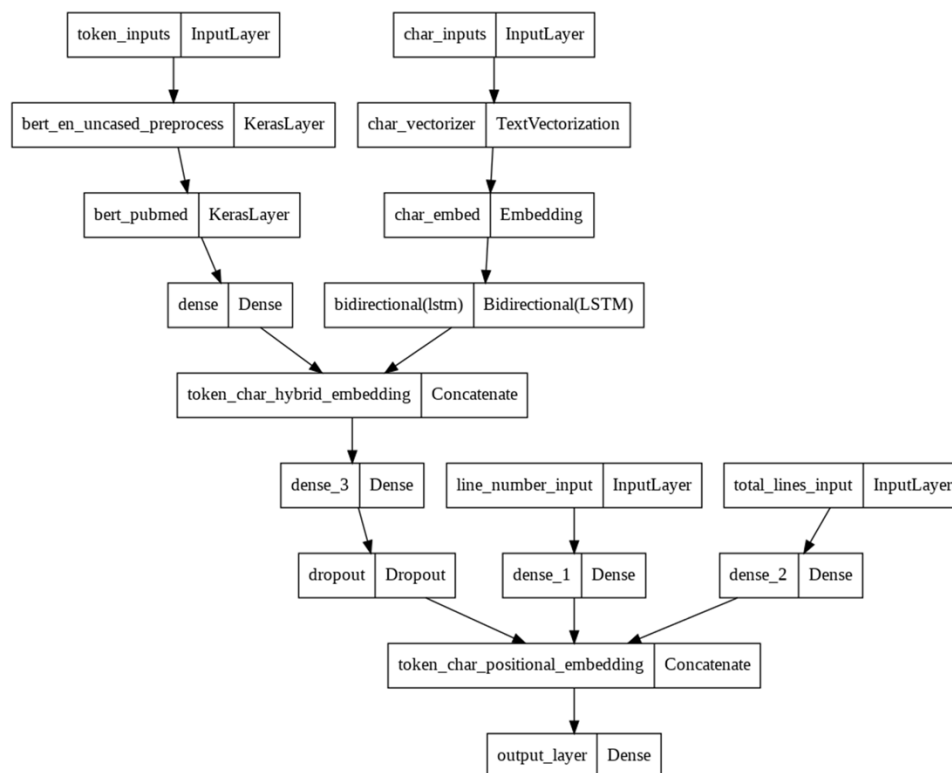 token_inputs InputLayer char_inputs InputLayer
bert_en_uncased_preprocess KerasLayer char_vectorizer TextVectorization
bert_pubmed KerasLayer char_embed Embedding
dense Dense bidirectional(lstm) Bidirectional(LSTM)
token_char_hybrid_embedding Concatenate
dense_3 Dense line_number_input InputLayer total_lines_input InputLayer
dropout Dropout dense_1 Dense dense_2 Dense
token_char_positional_embedding Concatenate
output_layer Dense